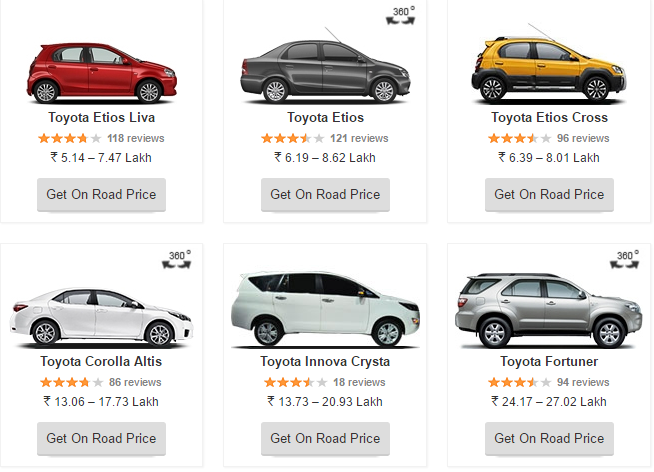 360°
Toyota Etios Liva
118 reviews
₹ 5.14 – 7.47 Lakh
Get On Road Price
Toyota Etios
121 reviews
₹ 6.19 – 8.62 Lakh
Get On Road Price
Toyota Etios Cross
96 reviews
₹ 6.39 – 8.01 Lakh
Get On Road Price
360°
Toyota Corolla Altis
86 reviews
₹ 13.06 – 17.73 Lakh
Get On Road Price
Toyota Innova Crysta
18 reviews
₹ 13.73 – 20.93 Lakh
Get On Road Price
360°
Toyota Fortuner
94 reviews
₹ 24.17 – 27.02 Lakh
Get On Road Price